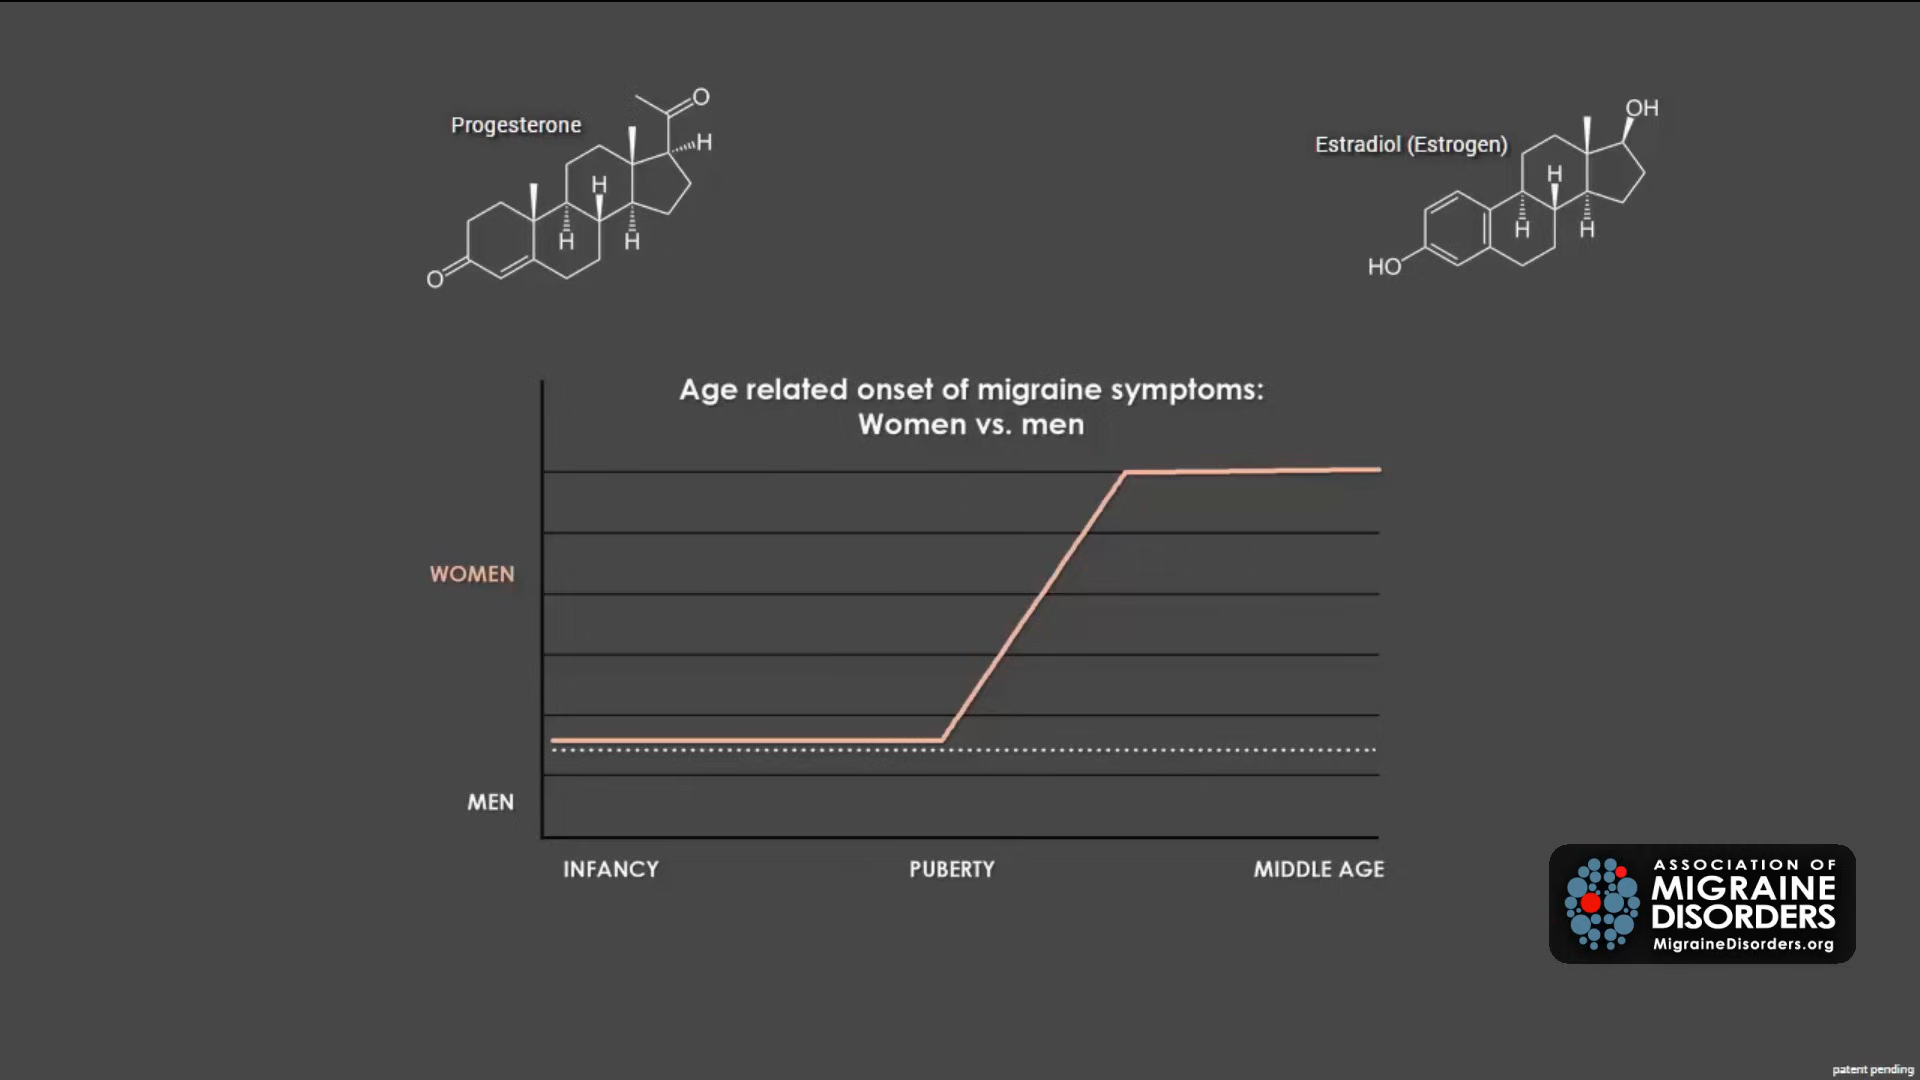 Progesterone
O
H
H
H
H
O
Estradiol (Estrogen)
OH
H
H
H
HO
Age related onset of migraine symptoms:
Women vs. men
WOMEN
MEN
INFANCY
PUBERTY
MIDDLE AGE
ASSOCIATION OF
MIGRAINE
DISORDERS
MigraineDisorders.org
patent pending